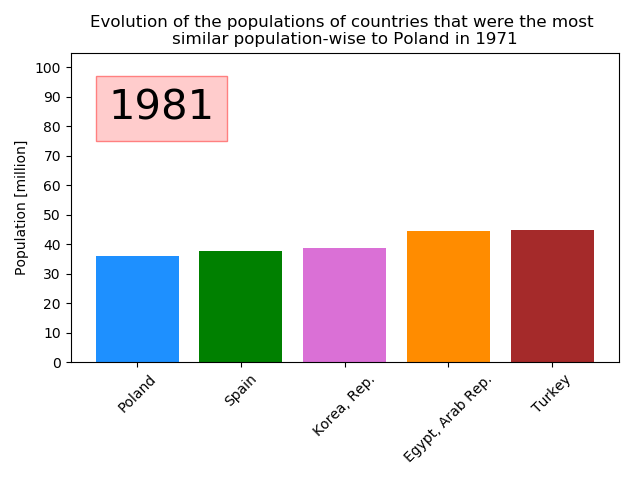 Evolution of the populations of countries that were the most
similar population-wise to Poland in 1971
1981
Population [million]
100
90
80
70
60
50
40
30
20
10
0
Poland
Spain
Korea, Rep.
Egypt, Arab Rep.
Turkey